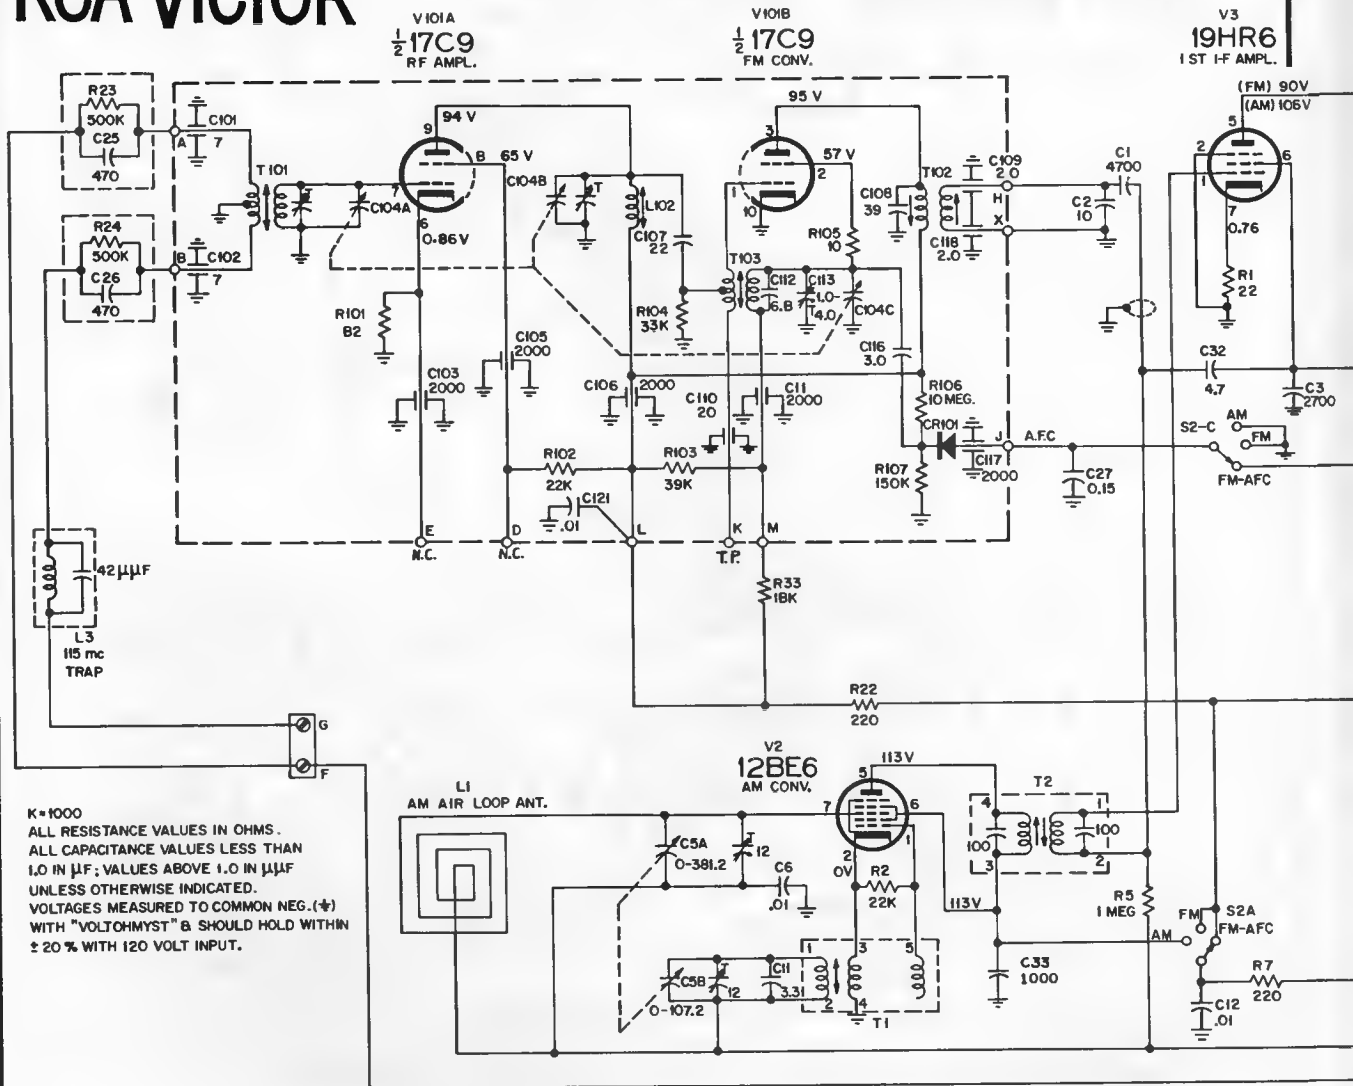 RCA VICTOR
V101A
½ 17C9
RF AMPL.
V101B
½ 17C9
FM CONV.
V3
19HR6
1ST I-F AMPL.
(FM) 90V
(AM) 106V
R23
500K
C25
470
A
C101
7
T101
9
94 V
8
65 V
7
6
0.86V
T
C104A
C104B
T
L102
C107
22
3
95 V
57 V
2
1
10
R105
10
C108
39
T102
C109
2.0
H
X
C118
2.0
C1
4700
C2
10
5
2
1
6
7
0.76
R1
22
R24
500K
C26
470
B
C102
7
R101
82
C103
2000
C105
2000
R104
33K
T103
C112
6.8
C113
1.0-
T 4.0
C104C
C116
3.0
C106
2000
C110
20
C11
2000
R106
10 MEG.
CR101
J
A.F.C
C117
2000
R107
150K
C27
0.15
C32
4.7
C3
2700
S2-C
AM
FM
FM-AFC
R102
22K
R103
39K
C121
.01
E
N.C.
D
N.C.
L
K
T.P.
M
R33
18K
42µµF
L3
115 mc
TRAP
G
F
R22
220
V2
12BE6
AM CONV.
L1
AM AIR LOOP ANT.
5
113V
7
6
1
2
0V
R2
22K
113V
C5A
0-381.2
T
12
C6
.01
C5B
0-107.2
T
12
C11
3.3
1
2
3
4
5
T1
T2
4
3
1
2
100
100
R5
1 MEG
C33
1000
AM
FM
S2A
FM-AFC
R7
220
C12
.01
K=1000
ALL RESISTANCE VALUES IN OHMS.
ALL CAPACITANCE VALUES LESS THAN
1.0 IN µF; VALUES ABOVE 1.0 IN µµF
UNLESS OTHERWISE INDICATED.
VOLTAGES MEASURED TO COMMON NEG.(⏚)
WITH "VOLTOHMYST" & SHOULD HOLD WITHIN
± 20 % WITH 120 VOLT INPUT.